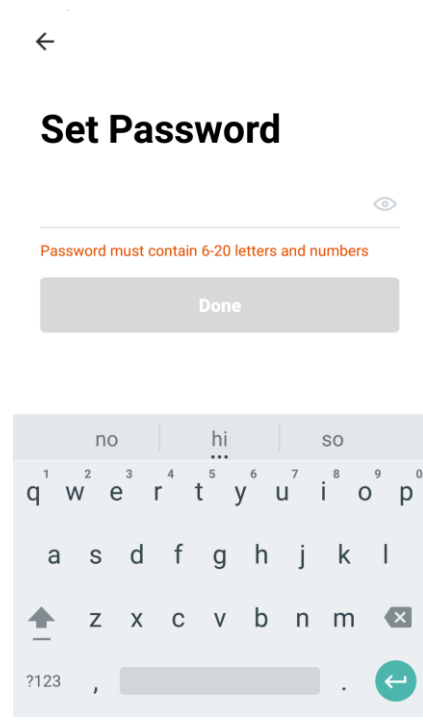 Set Password
Password must contain 6-20 letters and numbers
Done
no hi so
1 2 3 4 5 6 7 8 9 0
q w e r t y u i o p
a s d f g h j k l
z x c v b n m
?123 , .